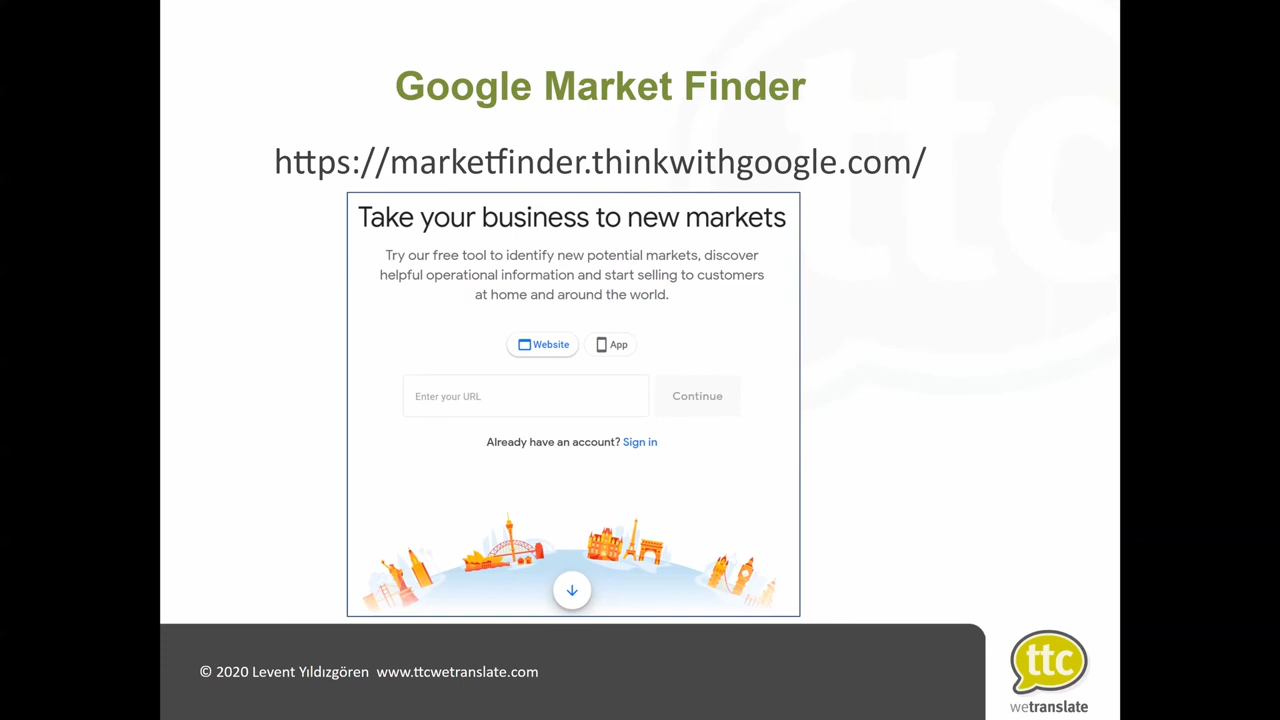 Google Market Finder
https://marketfinder.thinkwithgoogle.com/
Take your business to new markets
Try our free tool to identify new potential markets, discover
helpful operational information and start selling to customers
at home and around the world.
Website App
Enter your URL Continue
Already have an account? Sign in
© 2020 Levent Yıldızgören www.ttcwetranslate.com
ttc
wetranslate
ttc